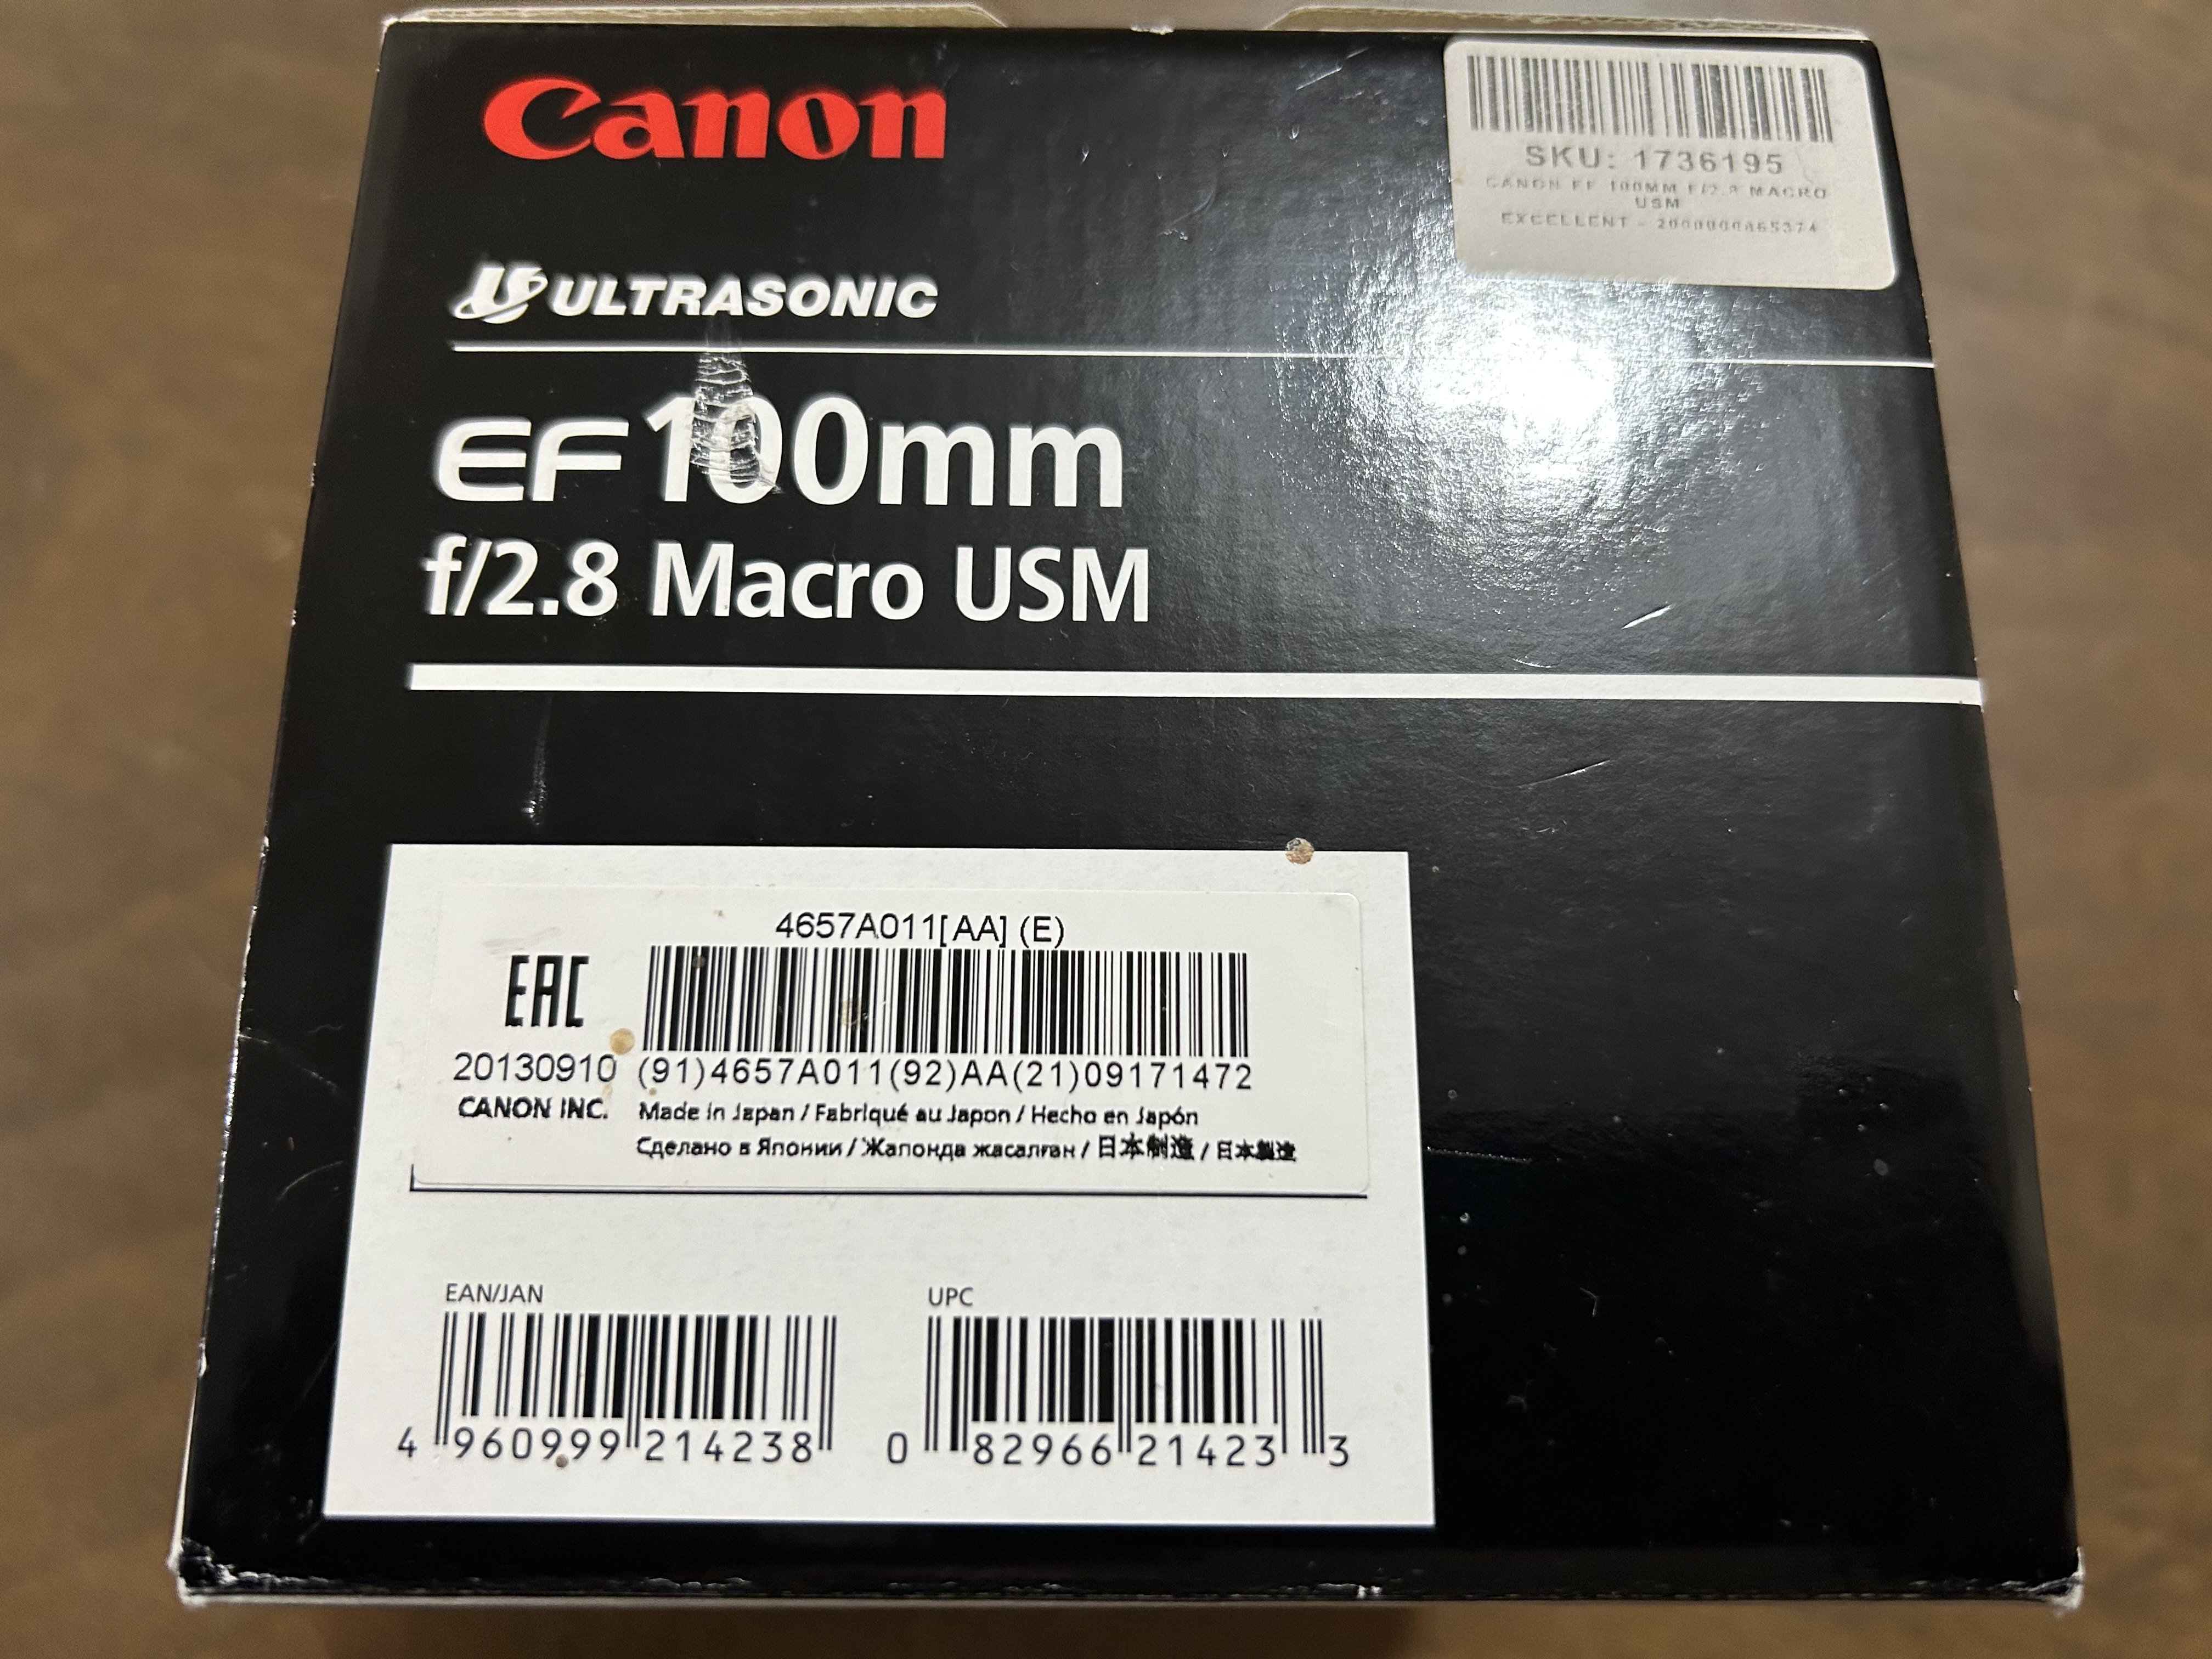 Canon
SKU: 1736195
CANON EF 100MM F/2.8 MACRO
USM
EXCELLENT -
ULTRASONIC
EF 100mm
f/2.8 Macro USM
4657A011[AA] (E)
EAC
20130910 (91)4657A011(92)AA(21)09171472
CANON INC. Made in Japan / Fabriqué au Japon / Hecho en Japón
Сделано в Японии / Жапонда жасалған / 日本制造 / 日本製造
EAN/JAN UPC
4 960999 214238 0 82966 21423 3